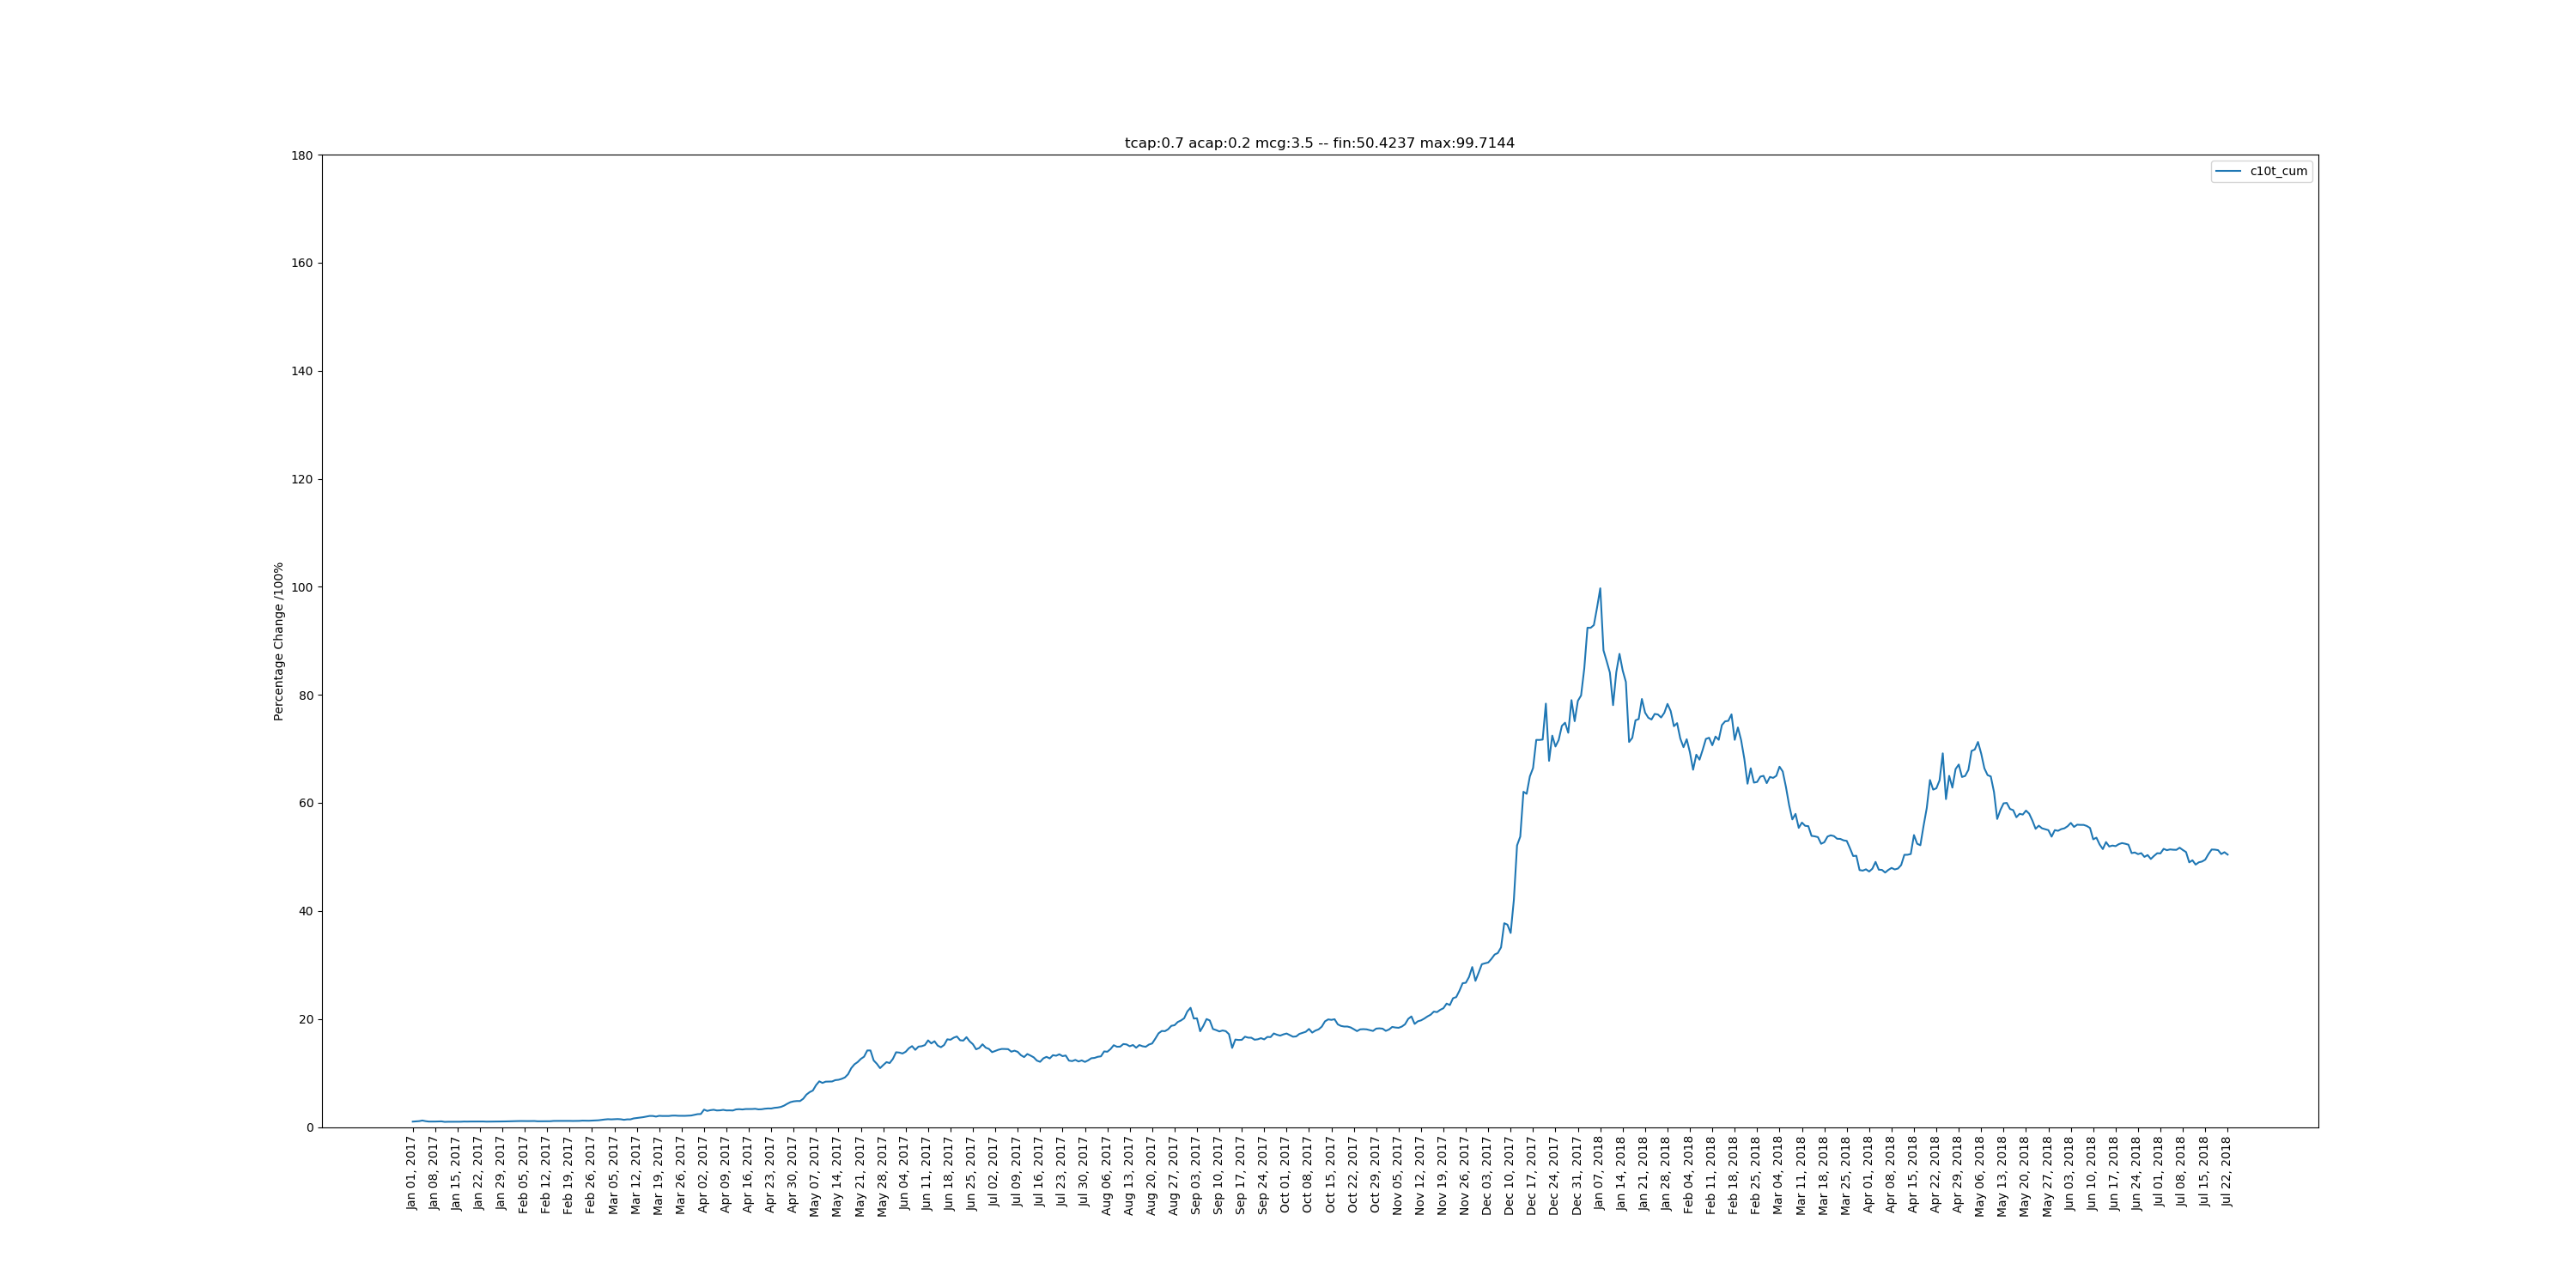 tcap:0.7 acap:0.2 mcg:3.5 -- fin:50.4237 max:99.7144
c10t_cum
Percentage Change /100%
180
160
140
120
100
80
60
40
20
0
Jan 01, 2017
Jan 08, 2017
Jan 15, 2017
Jan 22, 2017
Jan 29, 2017
Feb 05, 2017
Feb 12, 2017
Feb 19, 2017
Feb 26, 2017
Mar 05, 2017
Mar 12, 2017
Mar 19, 2017
Mar 26, 2017
Apr 02, 2017
Apr 09, 2017
Apr 16, 2017
Apr 23, 2017
Apr 30, 2017
May 07, 2017
May 14, 2017
May 21, 2017
May 28, 2017
Jun 04, 2017
Jun 11, 2017
Jun 18, 2017
Jun 25, 2017
Jul 02, 2017
Jul 09, 2017
Jul 16, 2017
Jul 23, 2017
Jul 30, 2017
Aug 06, 2017
Aug 13, 2017
Aug 20, 2017
Aug 27, 2017
Sep 03, 2017
Sep 10, 2017
Sep 17, 2017
Sep 24, 2017
Oct 01, 2017
Oct 08, 2017
Oct 15, 2017
Oct 22, 2017
Oct 29, 2017
Nov 05, 2017
Nov 12, 2017
Nov 19, 2017
Nov 26, 2017
Dec 03, 2017
Dec 10, 2017
Dec 17, 2017
Dec 24, 2017
Dec 31, 2017
Jan 07, 2018
Jan 14, 2018
Jan 21, 2018
Jan 28, 2018
Feb 04, 2018
Feb 11, 2018
Feb 18, 2018
Feb 25, 2018
Mar 04, 2018
Mar 11, 2018
Mar 18, 2018
Mar 25, 2018
Apr 01, 2018
Apr 08, 2018
Apr 15, 2018
Apr 22, 2018
Apr 29, 2018
May 06, 2018
May 13, 2018
May 20, 2018
May 27, 2018
Jun 03, 2018
Jun 10, 2018
Jun 17, 2018
Jun 24, 2018
Jul 01, 2018
Jul 08, 2018
Jul 15, 2018
Jul 22, 2018